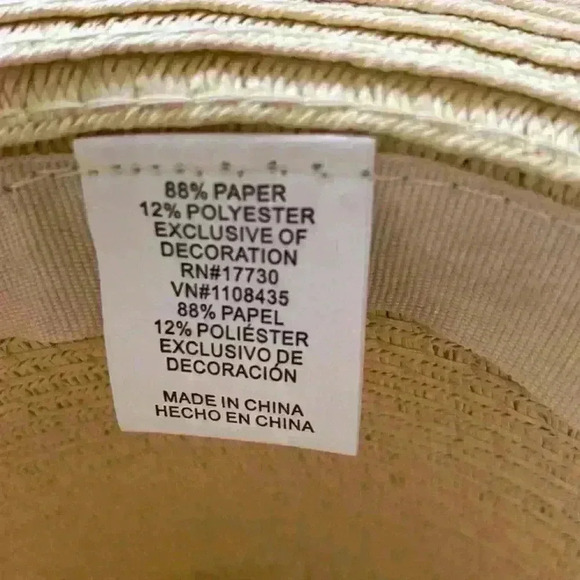 88% PAPER
12% POLYESTER
EXCLUSIVE OF
DECORATION
RN#17730
VN#1108435
88% PAPEL
12% POLIÉSTER
EXCLUSIVO DE
DECORACIÓN
MADE IN CHINA
HECHO EN CHINA